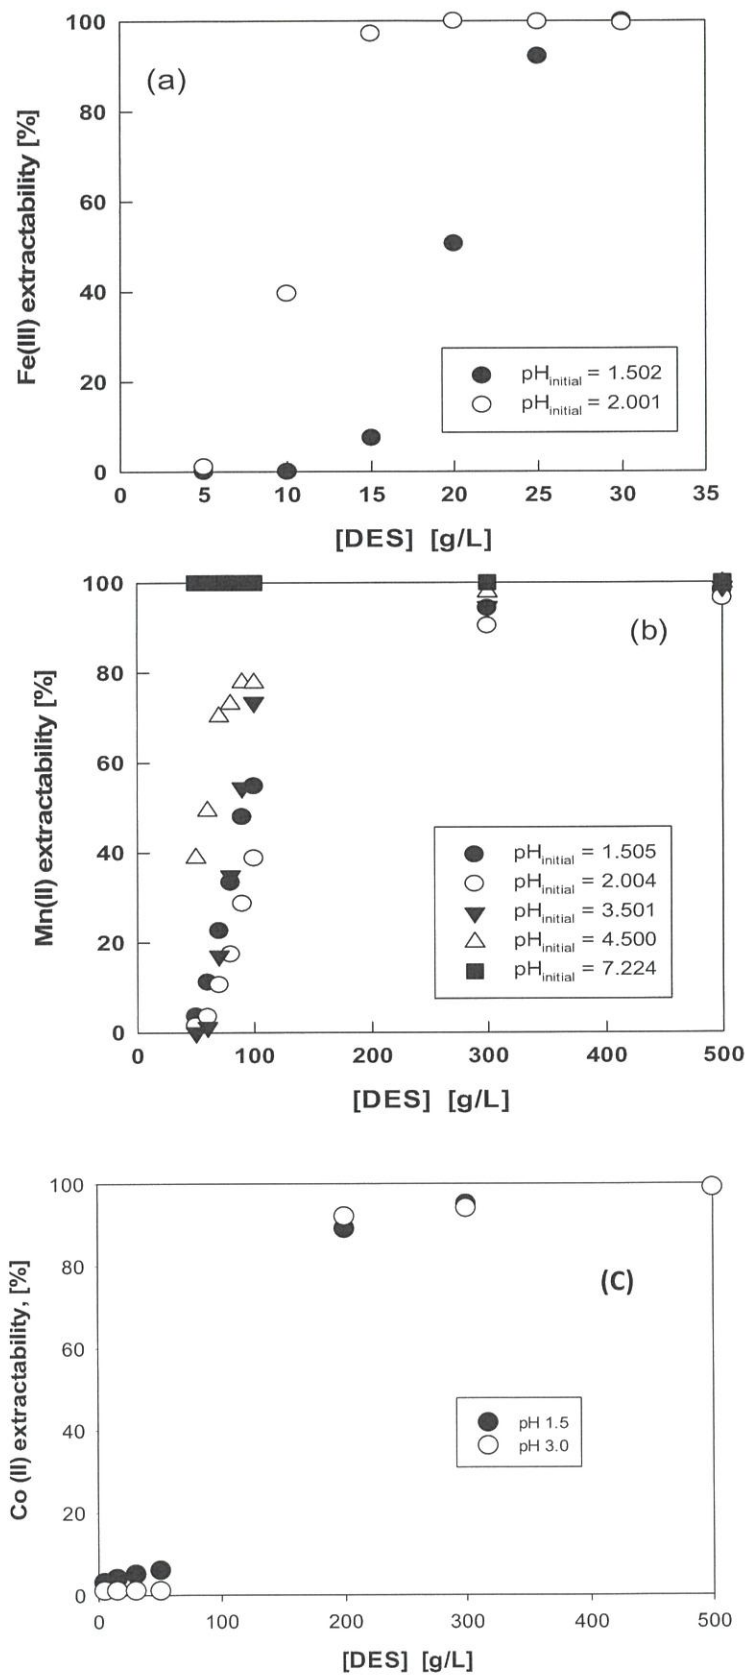 100
(a)
80
60
40
20
0
Fe(III) extractability [%]
pHinitial = 1.502
pHinitial = 2.001
0 5 10 15 20 25 30 35
[DES] [g/L]
100
(b)
80
60
40
20
0
Mn(II) extractability [%]
pHinitial = 1.505
pHinitial = 2.004
pHinitial = 3.501
pHinitial = 4.500
pHinitial = 7.224
0 100 200 300 400 500
[DES] [g/L]
100
80
(C)
60
40
20
0
Co (II) extractability, [%]
pH 1.5
pH 3.0
0 100 200 300 400 500
[DES] [g/L]